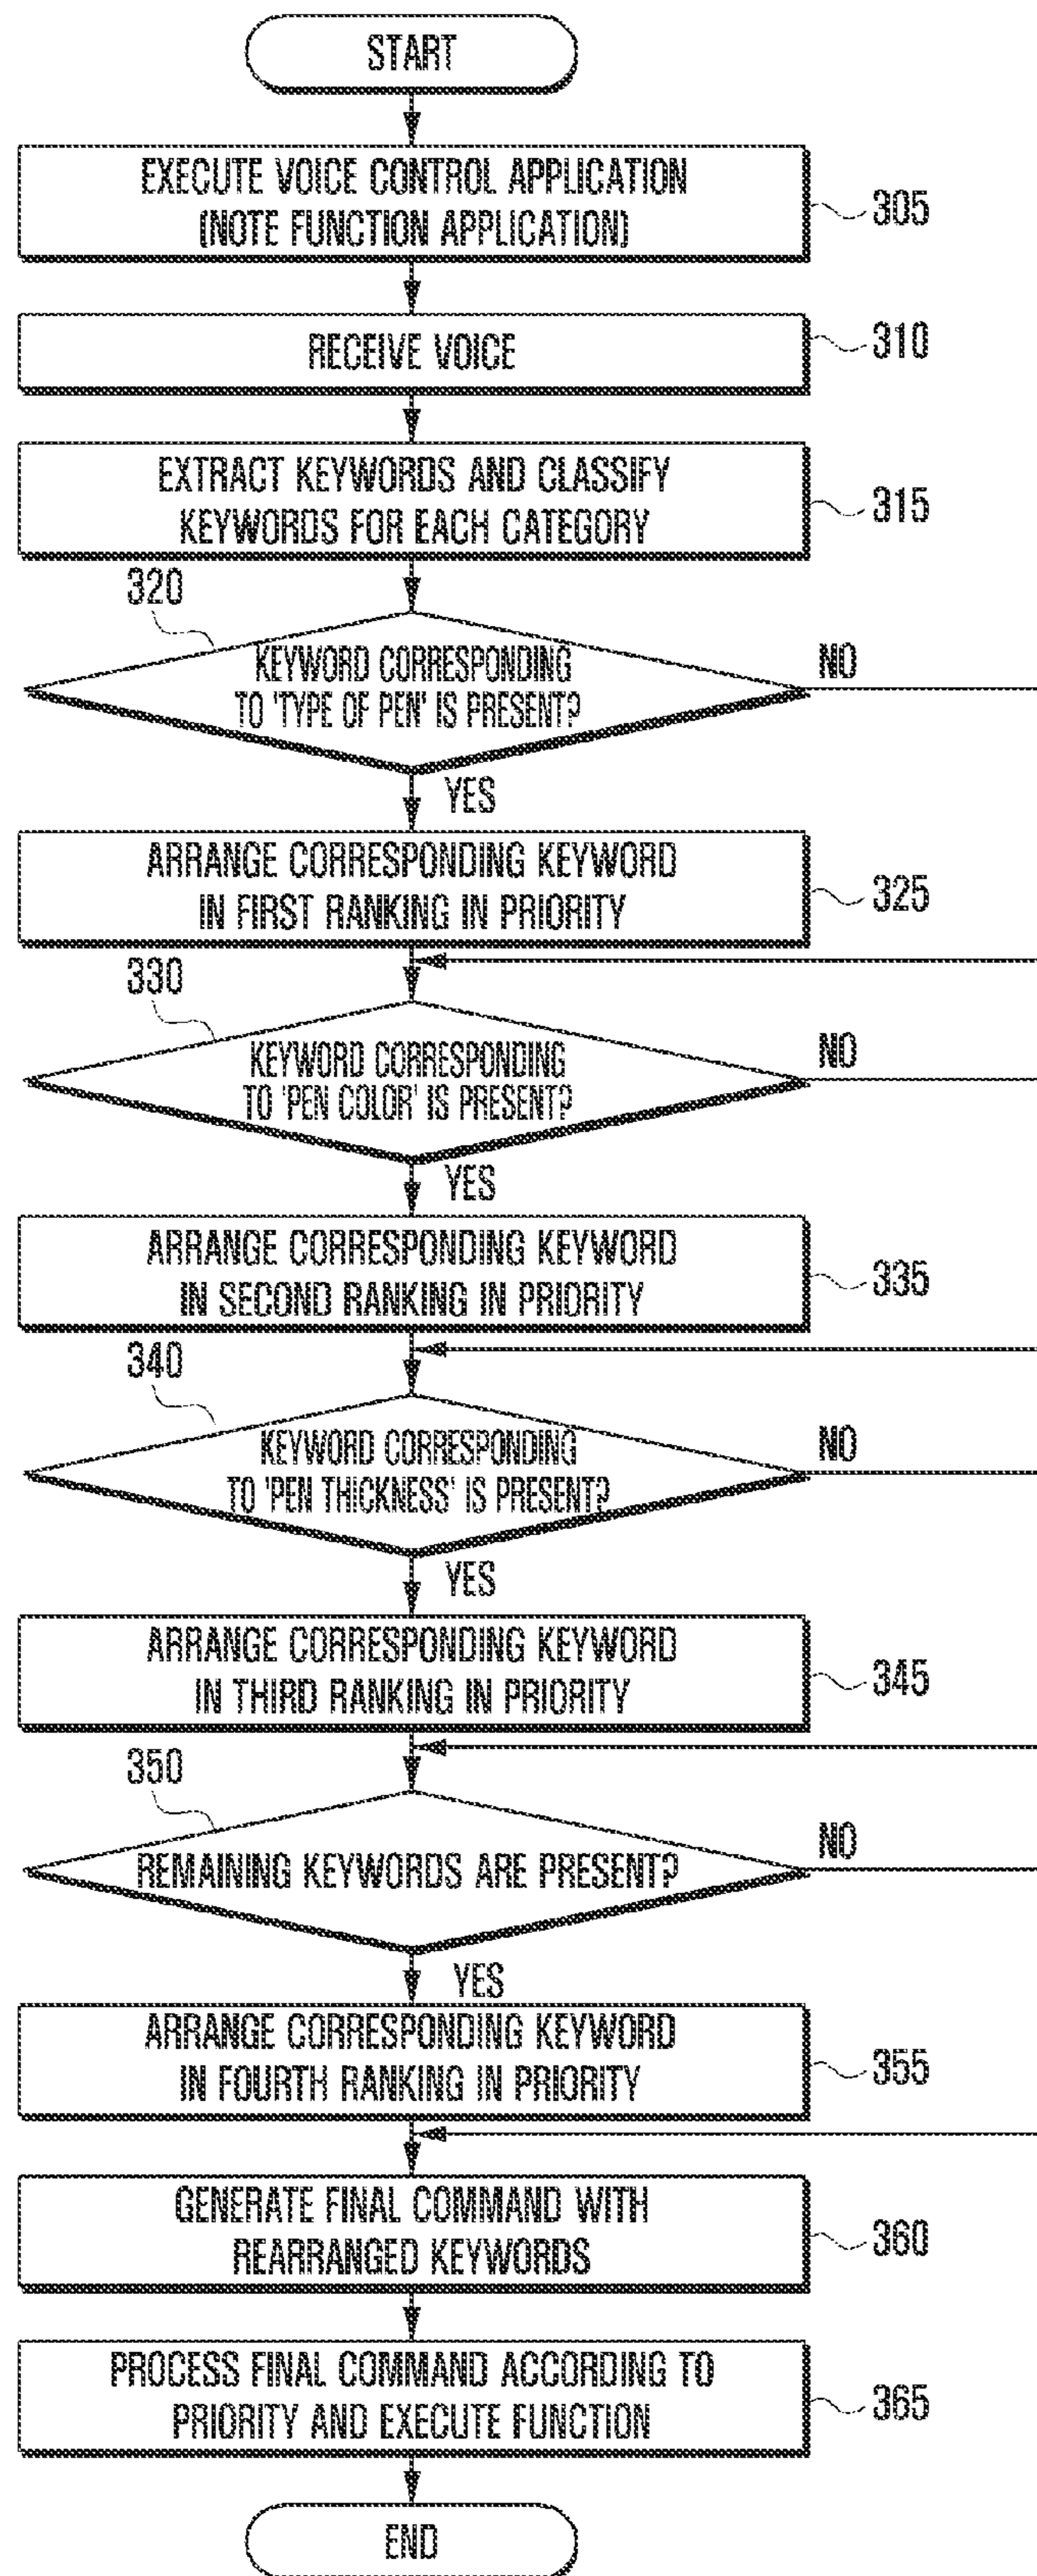 START
EXECUTE VOICE CONTROL APPLICATION
(NOTE FUNCTION APPLICATION)
305
RECEIVE VOICE
310
EXTRACT KEYWORDS AND CLASSIFY
KEYWORDS FOR EACH CATEGORY
315
320
KEYWORD CORRESPONDING
TO 'TYPE OF PEN' IS PRESENT?
NO
YES
ARRANGE CORRESPONDING KEYWORD
IN FIRST RANKING IN PRIORITY
325
330
KEYWORD CORRESPONDING
TO 'PEN COLOR' IS PRESENT?
NO
YES
ARRANGE CORRESPONDING KEYWORD
IN SECOND RANKING IN PRIORITY
335
340
KEYWORD CORRESPONDING
TO 'PEN THICKNESS' IS PRESENT?
NO
YES
ARRANGE CORRESPONDING KEYWORD
IN THIRD RANKING IN PRIORITY
345
350
REMAINING KEYWORDS ARE PRESENT?
NO
YES
ARRANGE CORRESPONDING KEYWORD
IN FOURTH RANKING IN PRIORITY
355
GENERATE FINAL COMMAND WITH
REARRANGED KEYWORDS
360
PROCESS FINAL COMMAND ACCORDING TO
PRIORITY AND EXECUTE FUNCTION
365
END